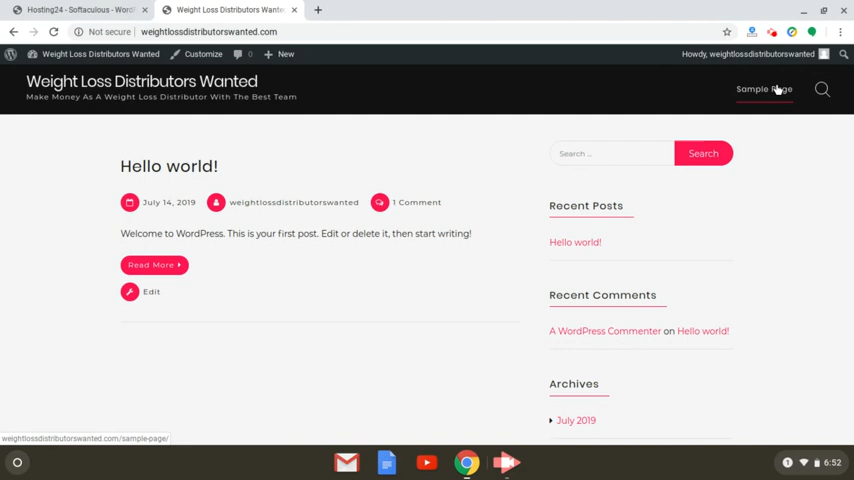 Hosting24 - Softaculous - Word
Weight Loss Distributors Wanted
Not secure
weightlossdistributorswanted.com
Weight Loss Distributors Wanted
Customize
0
New
Howdy, weightlossdistributorswanted
Weight Loss Distributors Wanted
Make Money As A Weight Loss Distributor With The Best Team
Sample Page
Search …
Search
Hello world!
July 14, 2019
weightlossdistributorswanted
1 Comment
Welcome to WordPress. This is your first post. Edit or delete it, then start writing!
Read More
Edit
Recent Posts
Hello world!
Recent Comments
A WordPress Commenter on Hello world!
Archives
July 2019
weightlossdistributorswanted.com/sample-page/
1
6:52